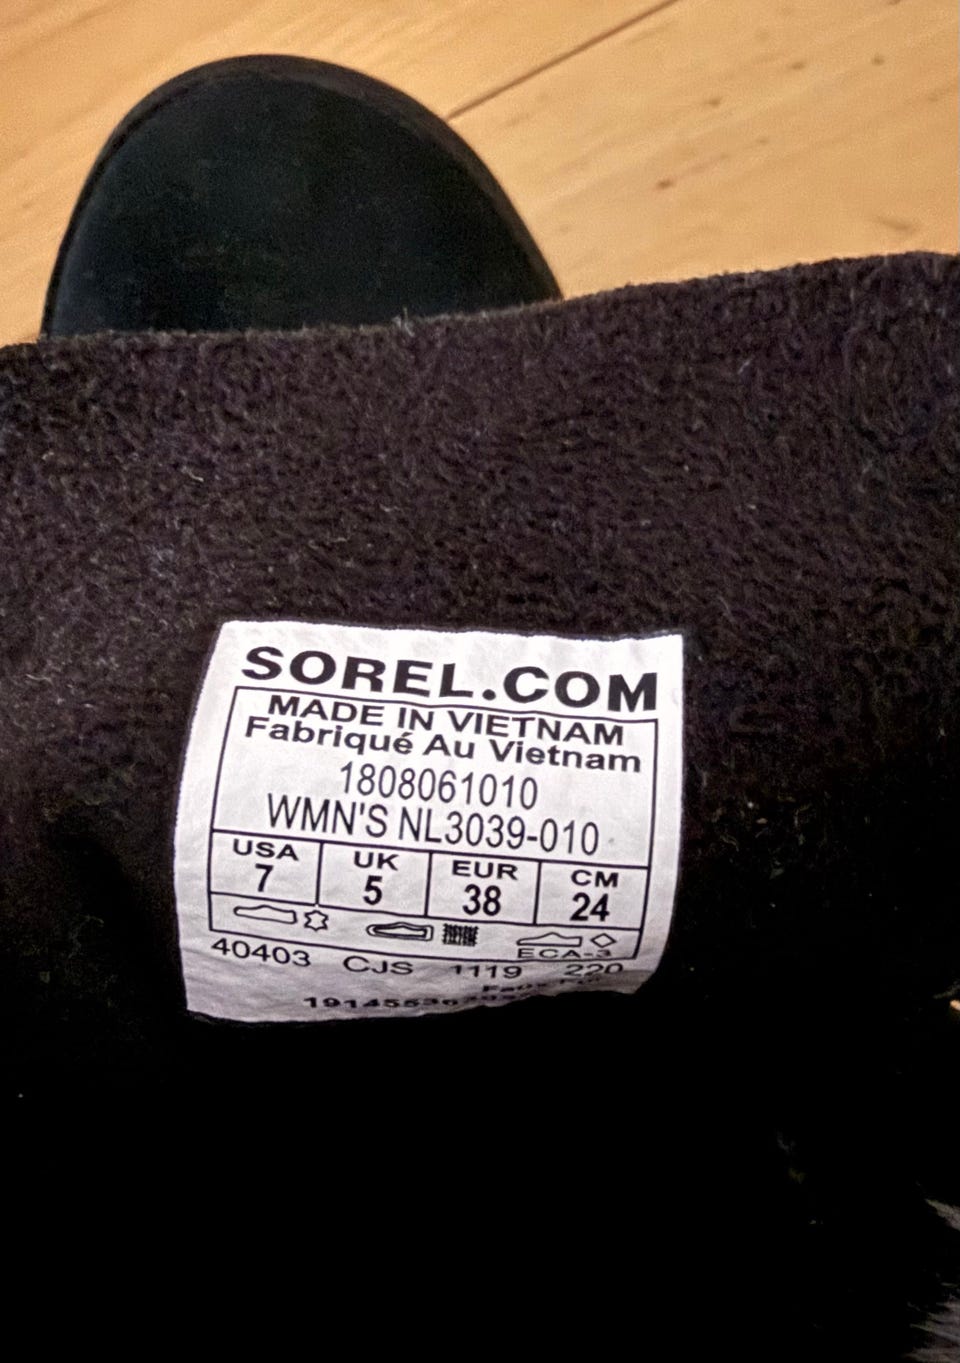 SOREL.COM
MADE IN VIETNAM
Fabriqué Au Vietnam
1808061010
WMN'S NL3039-010
USA UK EUR CM
7 5 38 24
ECA-3
40403 CJS 1119 220
Faux